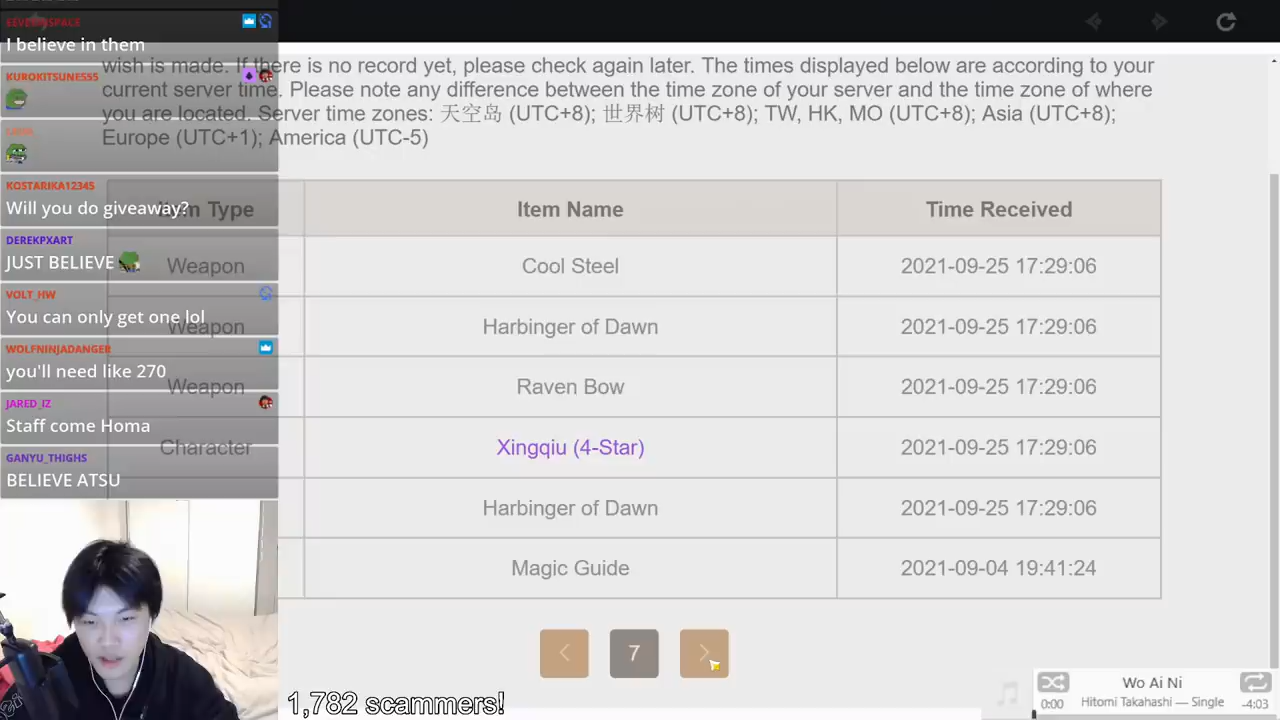 EEVEEINSPACE
I believe in them
KUROKITSUNE555
KOSTARIKA12345
Will you do giveaway?
DEREKPXART
JUST BELIEVE
VOLT_HW
You can only get one lol
WOLFNINJADANGER
you'll need like 270
JARED_IZ
Staff come Homa
GANYU_THIGHS
BELIEVE ATSU
wish is made. If there is no record yet, please check again later. The times displayed below are according to your
current server time. Please note any difference between the time zone of your server and the time zone of where
you are located. Server time zones: 天空岛 (UTC+8); 世界树 (UTC+8); TW, HK, MO (UTC+8); Asia (UTC+8);
Europe (UTC+1); America (UTC-5)
Item Type Item Name Time Received
Weapon Cool Steel 2021-09-25 17:29:06
Weapon Harbinger of Dawn 2021-09-25 17:29:06
Weapon Raven Bow 2021-09-25 17:29:06
Character Xingqiu (4-Star) 2021-09-25 17:29:06
Harbinger of Dawn 2021-09-25 17:29:06
Magic Guide 2021-09-04 19:41:24
7
1,782 scammers!
Wo Ai Ni
Hitomi Takahashi — Single
0:00
-4:03